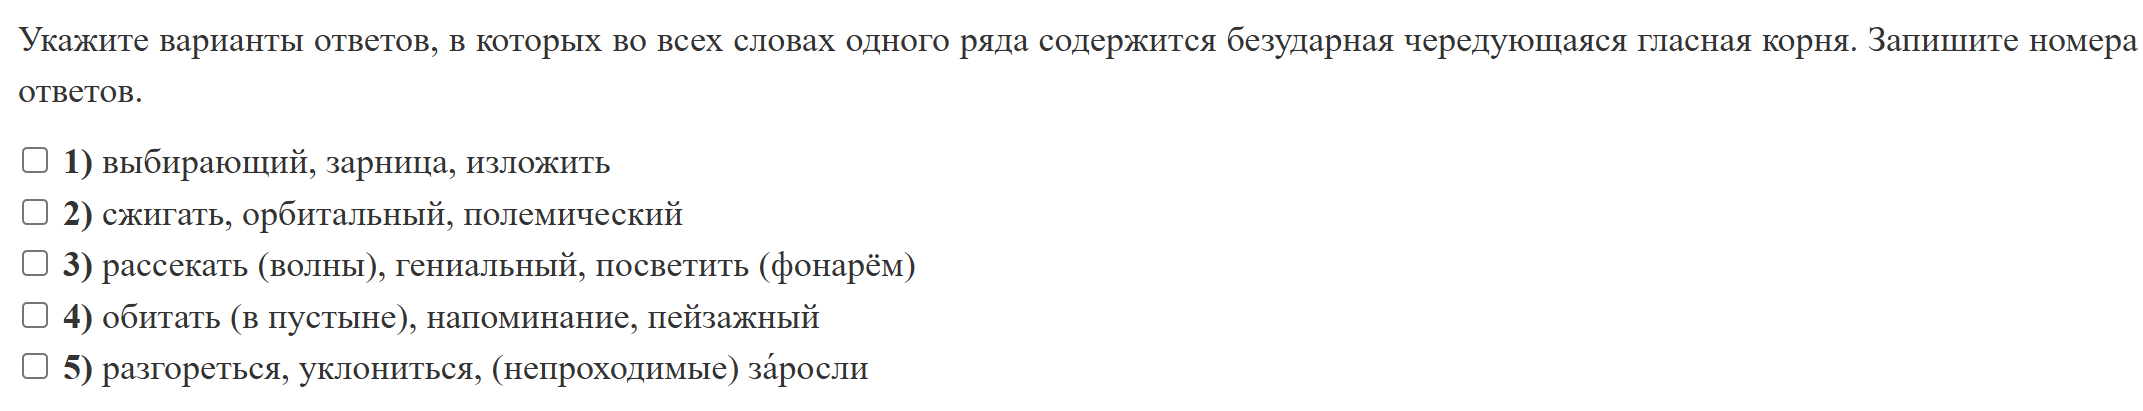 Укажите варианты ответов, в которых во всех словах одного ряда содержится безударная чередующаяся гласная корня. Запишите номера
ответов.
1) выбирающий, зарница, изложить
2) сжигать, орбитальный, полемический
3) рассекать (волны), гениальный, посветить (фонарём)
4) обитать (в пустыне), напоминание, пейзажный
5) разгореться, уклониться, (непроходимые) за́росли